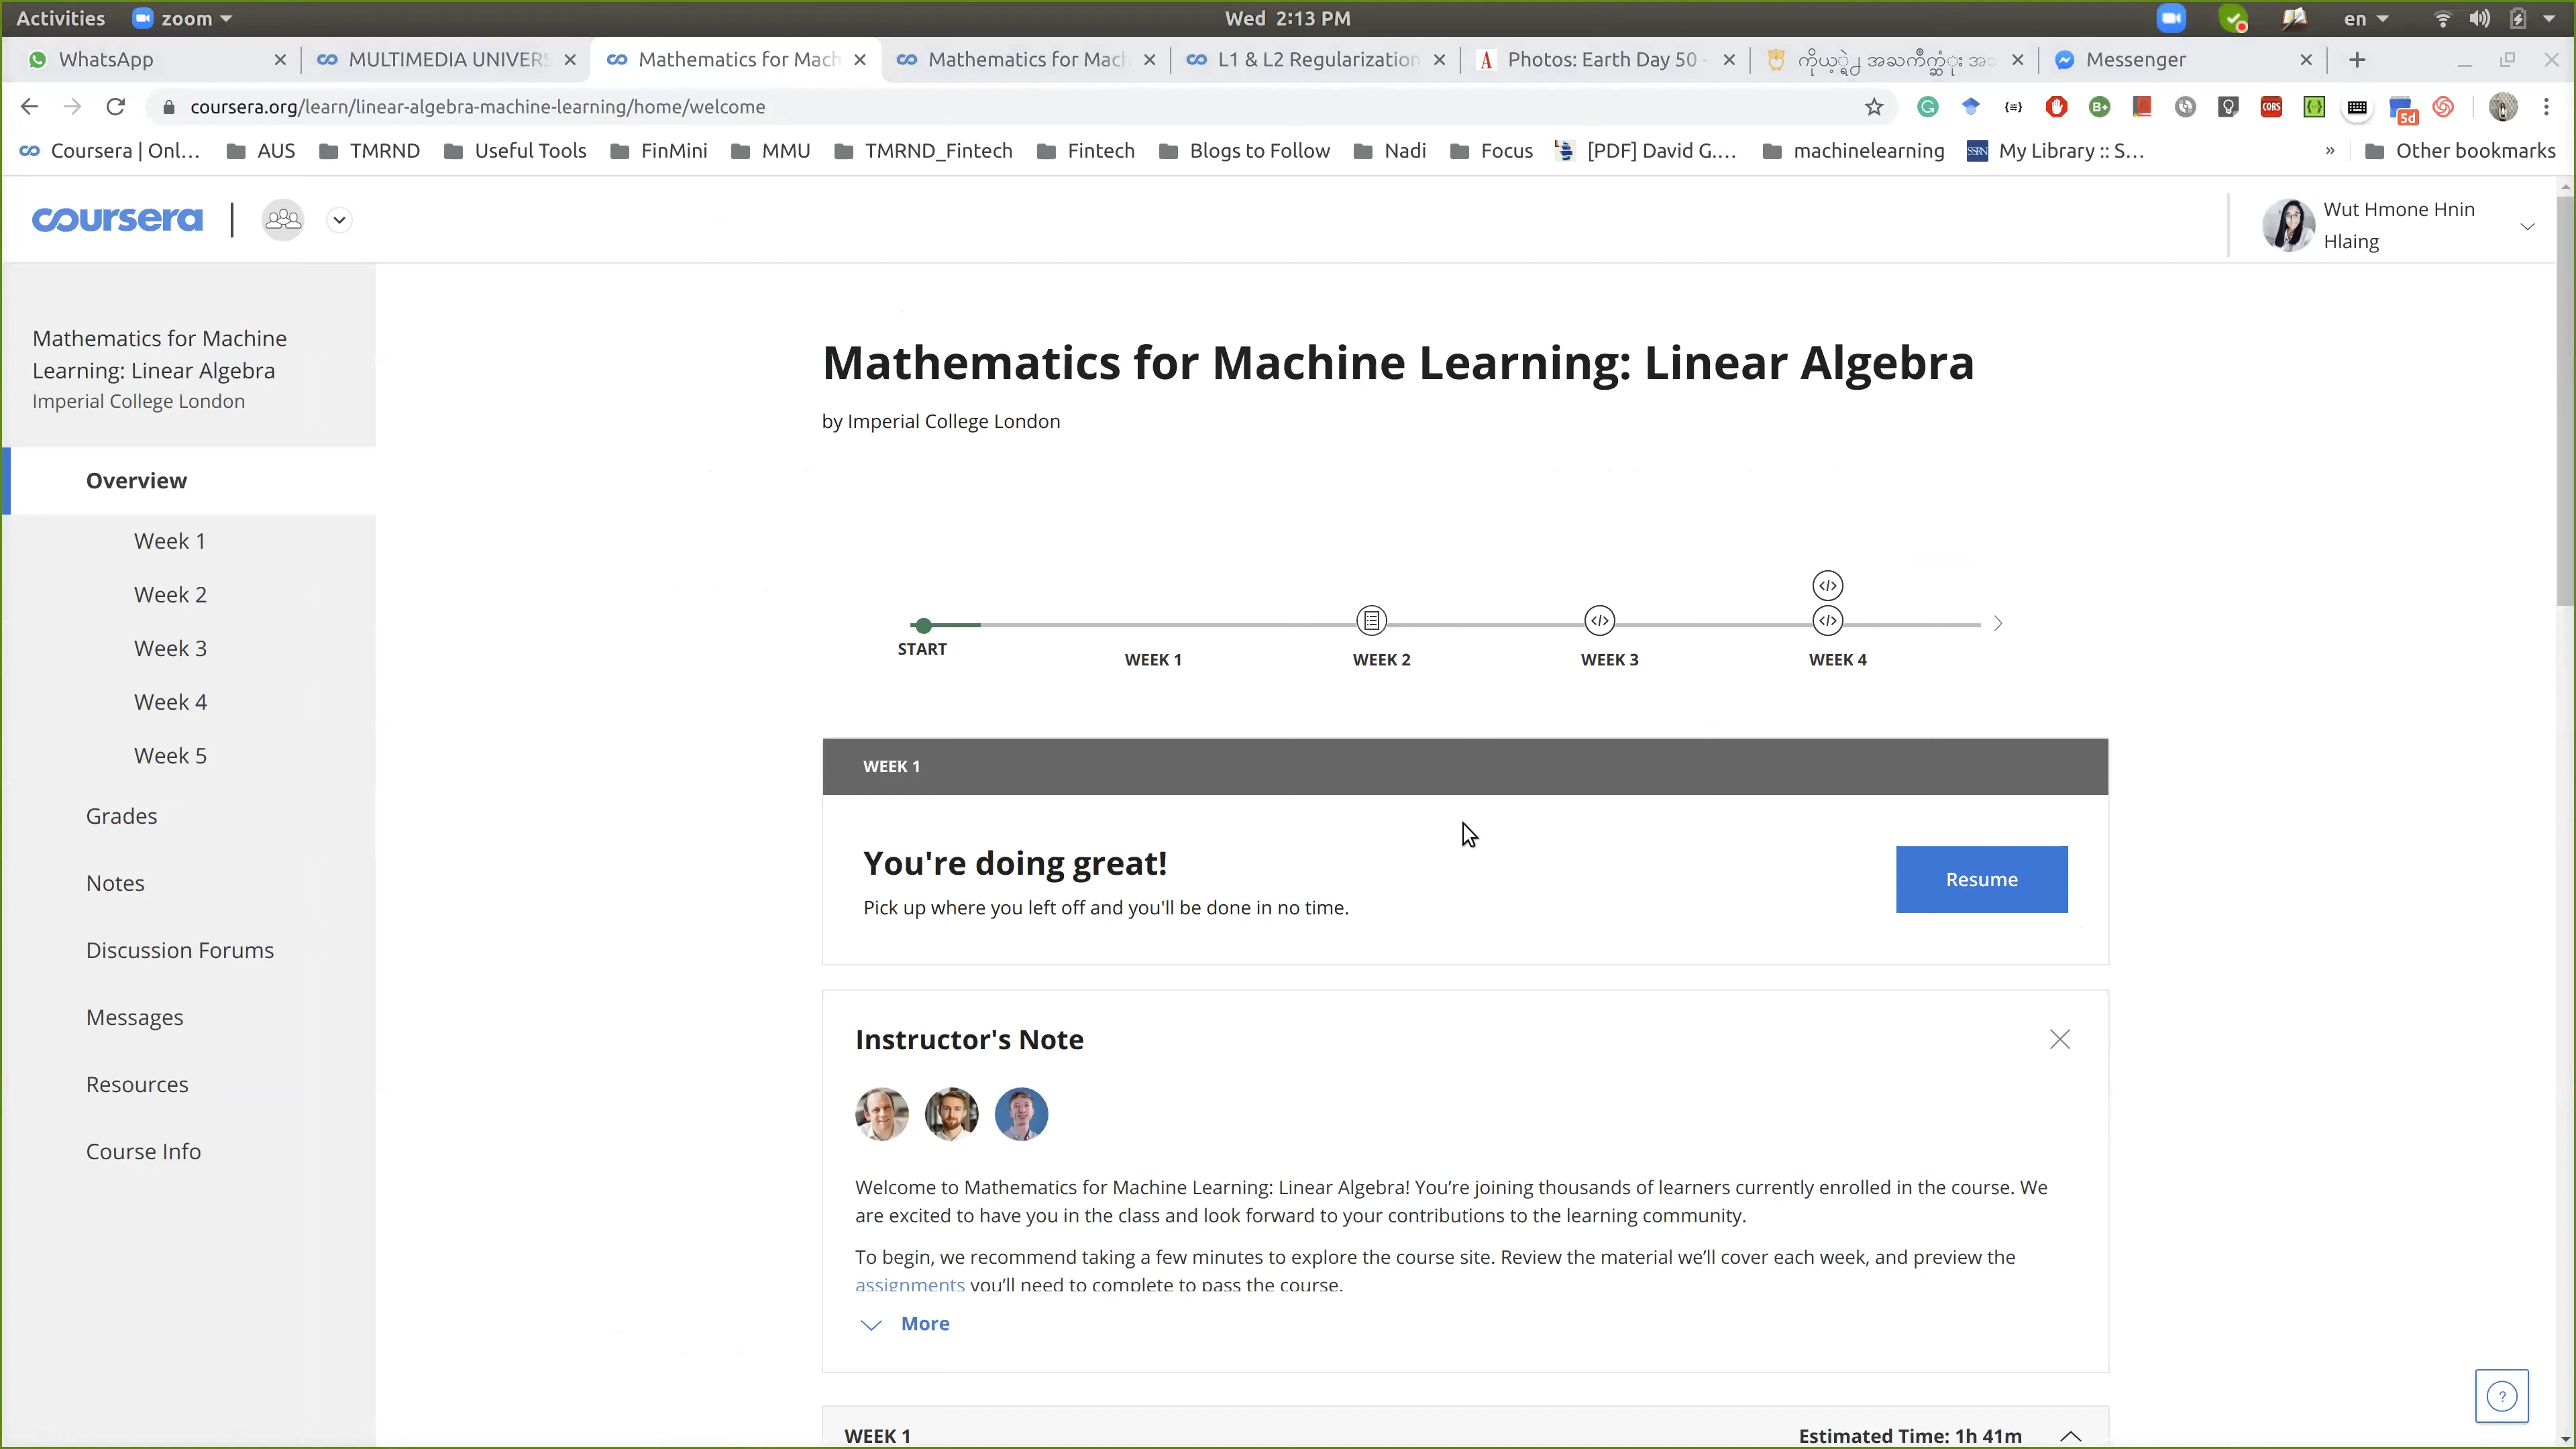 Activities zoom Wed 2:13 PM en
WhatsApp MULTIMEDIA UNIVERS Mathematics for Mach Mathematics for Mach L1 & L2 Regularization Photos: Earth Day 50 - Messenger
coursera.org/learn/linear-algebra-machine-learning/home/welcome
Coursera | Onl... AUS TMRND Useful Tools FinMini MMU TMRND_Fintech Fintech Blogs to Follow Nadi Focus [PDF] David G.... machinelearning My Library :: S... » Other bookmarks
coursera
Wut Hmone Hnin
Hlaing
Mathematics for Machine
Learning: Linear Algebra
Imperial College London
Overview
Week 1
Week 2
Week 3
Week 4
Week 5
Grades
Notes
Discussion Forums
Messages
Resources
Course Info
Mathematics for Machine Learning: Linear Algebra
by Imperial College London
START
WEEK 1 WEEK 2 WEEK 3 WEEK 4
WEEK 1
You're doing great!
Pick up where you left off and you'll be done in no time.
Resume
Instructor's Note
Welcome to Mathematics for Machine Learning: Linear Algebra! You’re joining thousands of learners currently enrolled in the course. We
are excited to have you in the class and look forward to your contributions to the learning community.
To begin, we recommend taking a few minutes to explore the course site. Review the material we’ll cover each week, and preview the
assignments you’ll need to complete to pass the course.
More
WEEK 1 Estimated Time: 1h 41m